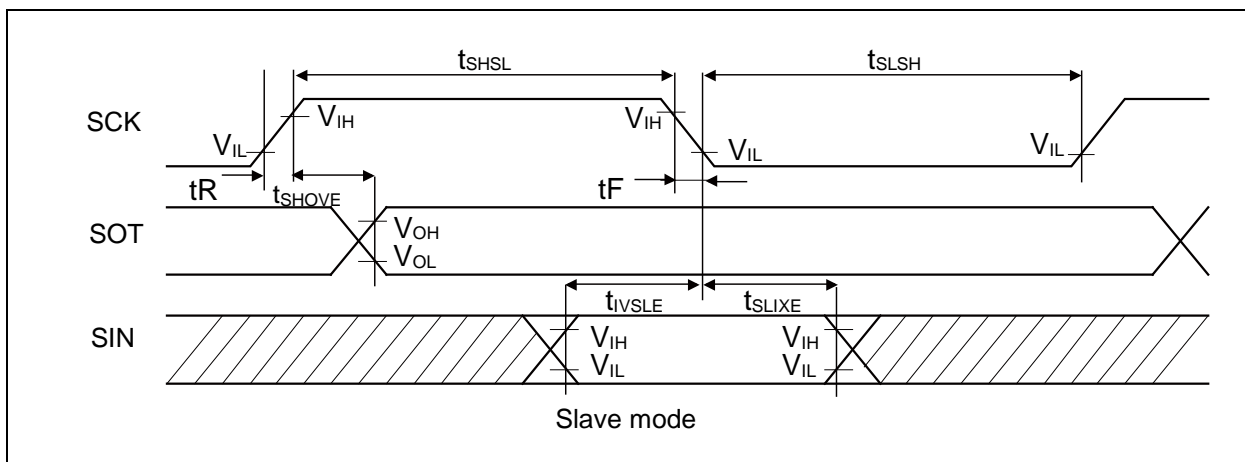 tSHSL
tSLSH
SCK
VIH
VIH
VIL
VIL
VIL
tR
tSHOVE
tF
SOT
VOH
VOL
tIVSLE
tSLIXE
SIN
VIH
VIH
VIL
VIL
Slave mode